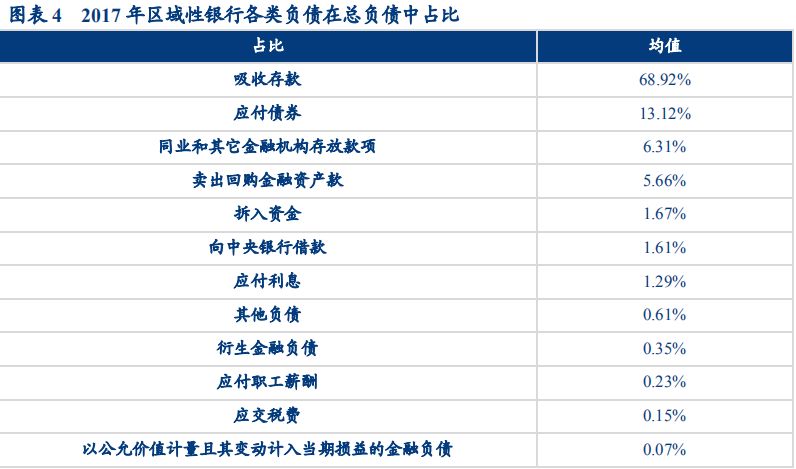 图表 4 2017 年区域性银行各类负债在总负债中占比
占比 均值
吸收存款 68.92%
应付债券 13.12%
同业和其它金融机构存放款项 6.31%
卖出回购金融资产款 5.66%
拆入资金 1.67%
向中央银行借款 1.61%
应付利息 1.29%
其他负债 0.61%
衍生金融负债 0.35%
应付职工薪酬 0.23%
应交税费 0.15%
以公允价值计量且其变动计入当期损益的金融负债 0.07%